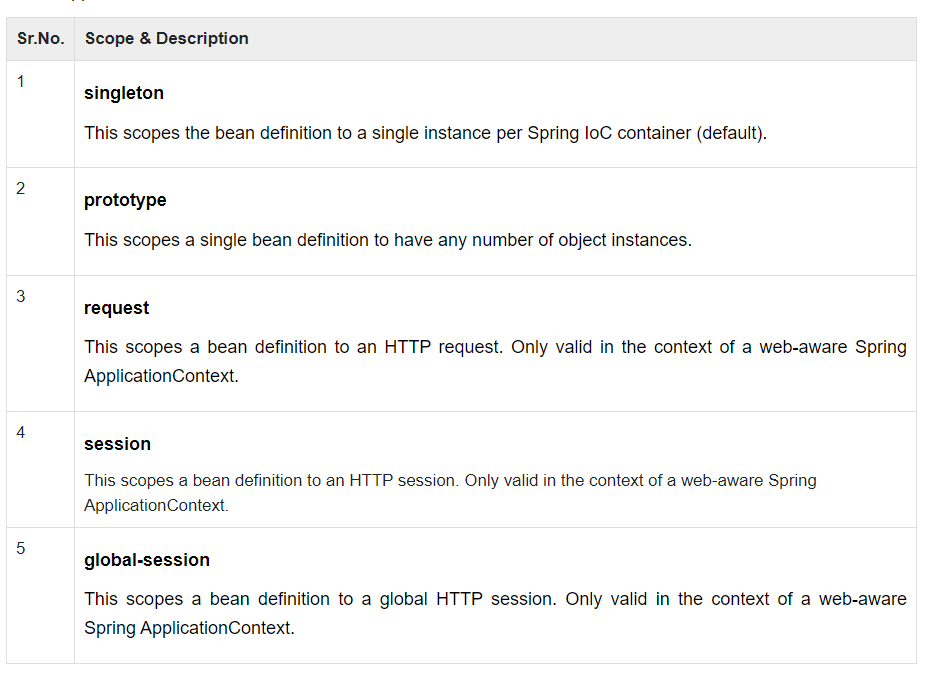 Sr.No. Scope & Description
1
singleton
This scopes the bean definition to a single instance per Spring IoC container (default).
2
prototype
This scopes a single bean definition to have any number of object instances.
3
request
This scopes a bean definition to an HTTP request. Only valid in the context of a web-aware Spring
ApplicationContext.
4
session
This scopes a bean definition to an HTTP session. Only valid in the context of a web-aware Spring
ApplicationContext.
5
global-session
This scopes a bean definition to a global HTTP session. Only valid in the context of a web-aware
Spring ApplicationContext.